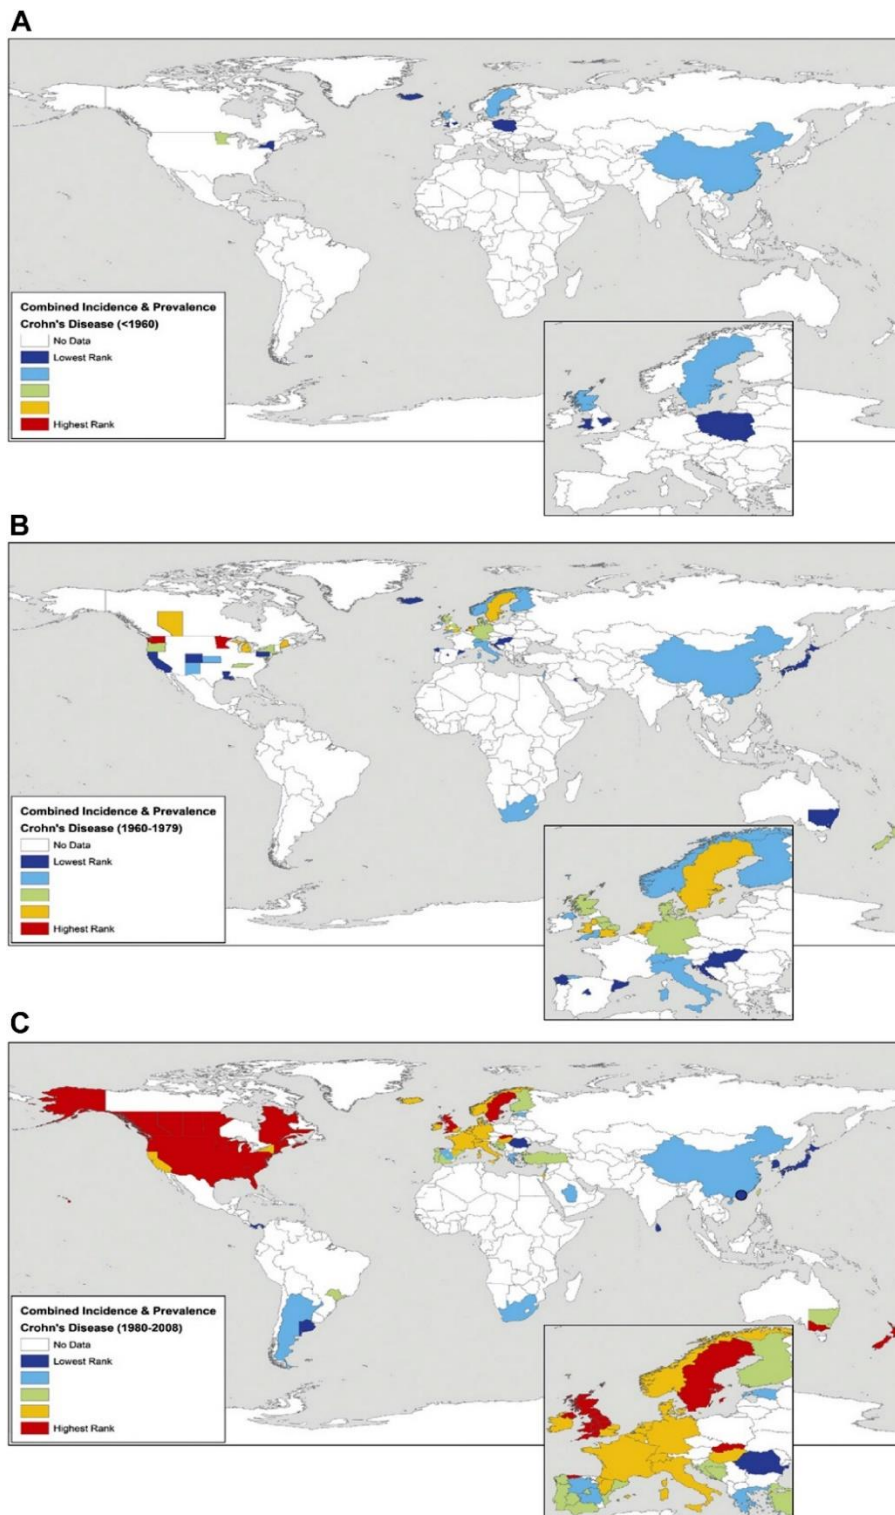 A
Combined Incidence & Prevalence
Crohn's Disease (<1960)
No Data
Lowest Rank
Highest Rank
B
Combined Incidence & Prevalence
Crohn's Disease (1960-1979)
No Data
Lowest Rank
Highest Rank
C
Combined Incidence & Prevalence
Crohn's Disease (1980-2008)
No Data
Lowest Rank
Highest Rank